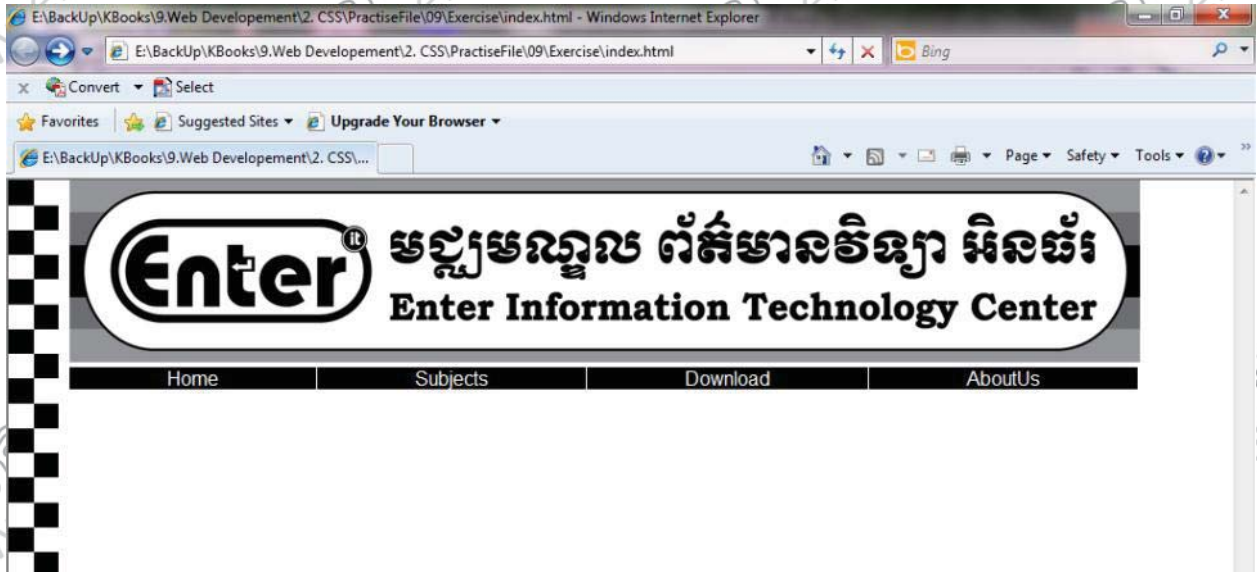 E:\BackUp\KBooks\9.Web Developement\2. CSS\PractiseFile\09\Exercise\index.html - Windows Internet Explorer
E:\BackUp\KBooks\9.Web Developement\2. CSS\PractiseFile\09\Exercise\index.html Bing
x Convert Select
Favorites Suggested Sites Upgrade Your Browser
E:\BackUp\KBooks\9.Web Developement\2. CSS\... Page Safety Tools
Enter it
មជ្ឈមណ្ឌល ព័ត៌មានវិទ្យា អិនធ័រ
Enter Information Technology Center
Home Subjects Download AboutUs